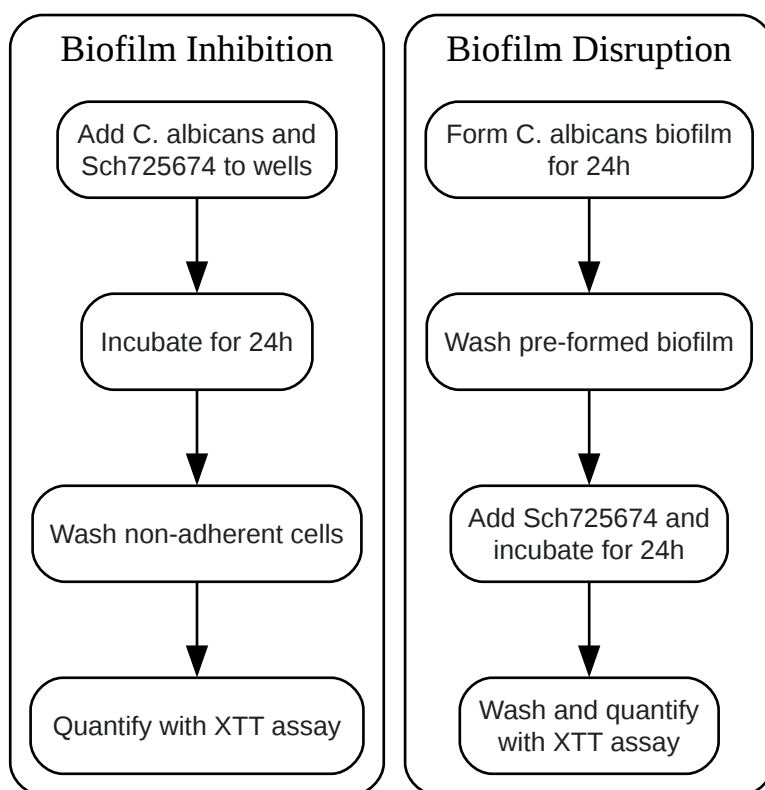 Biofilm Inhibition
Add C. albicans and
Sch725674 to wells
Incubate for 24h
Wash non-adherent cells
Quantify with XTT assay
Biofilm Disruption
Form C. albicans biofilm
for 24h
Wash pre-formed biofilm
Add Sch725674 and
incubate for 24h
Wash and quantify
with XTT assay